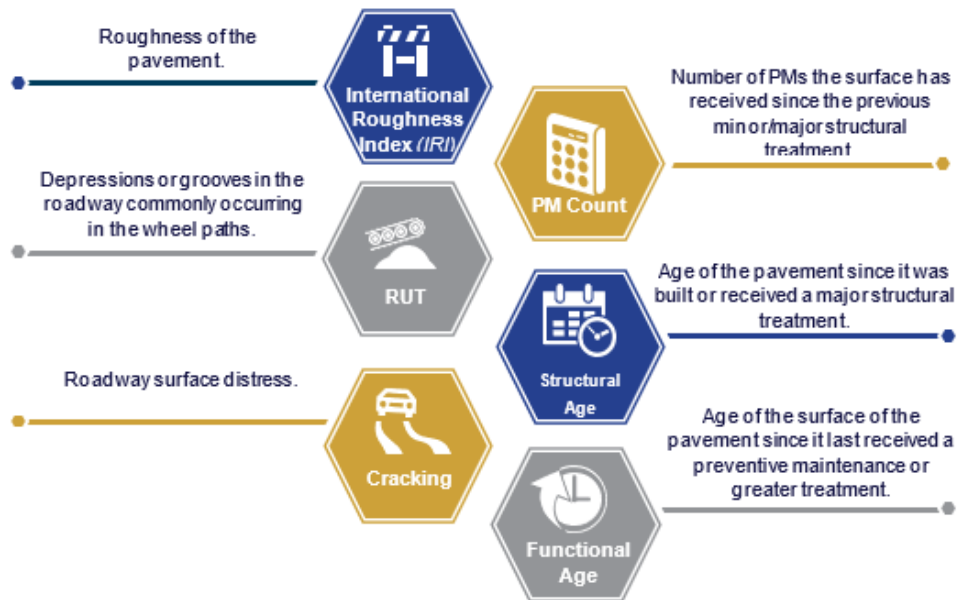 Roughness of the
pavement.
International
Roughness
Index (IRI)
Number of PMs the surface has
received since the previous
minor/major structural
treatment
PM Count
Depressions or grooves in the
roadway commonly occurring
in the wheel paths.
RUT
Age of the pavement since it was
built or received a major structural
treatment.
Structural
Age
Roadway surface distress.
Cracking
Age of the surface of the
pavement since it last received a
preventive maintenance or
greater treatment.
Functional
Age